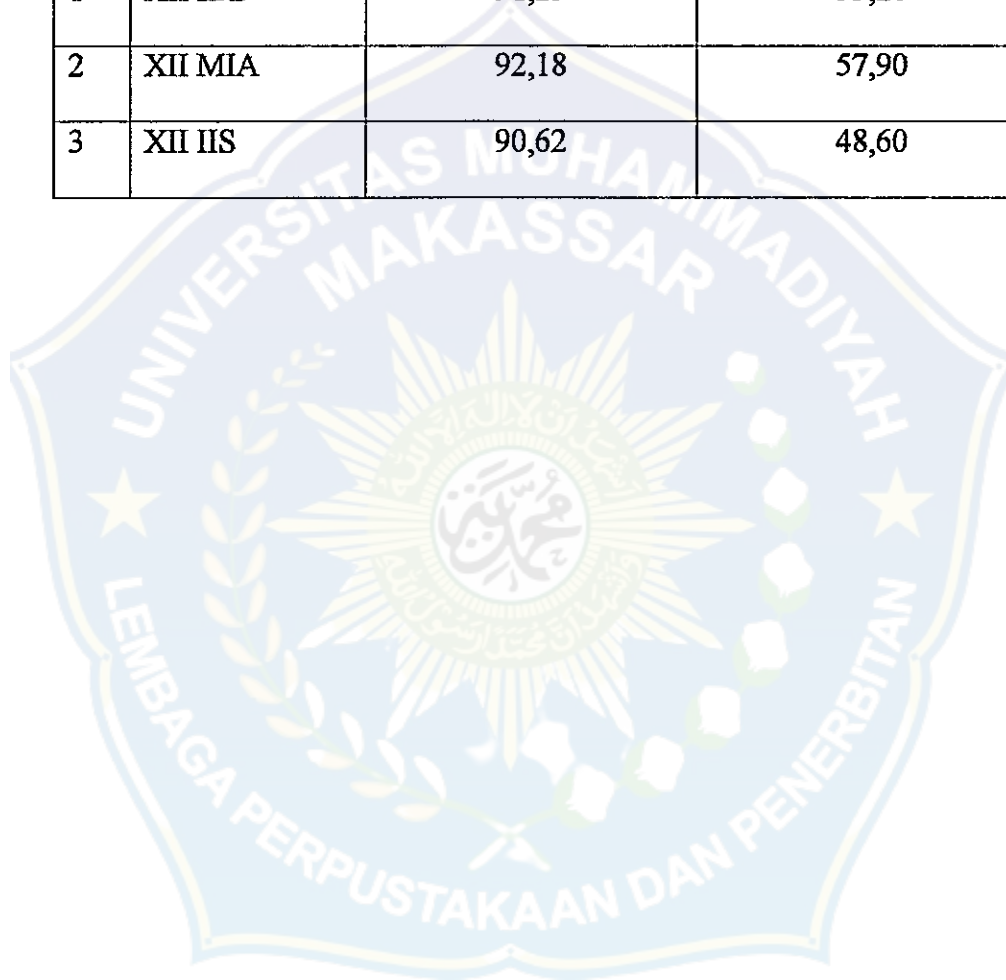 2 XII MIA 92,18 57,90
3 XII IIS 90,62 48,60
UNIVERSITAS MUHAMMADIYAH
MAKASSAR
محمد
LEMBAGA PERPUSTAKAAN DAN PENERBITAN